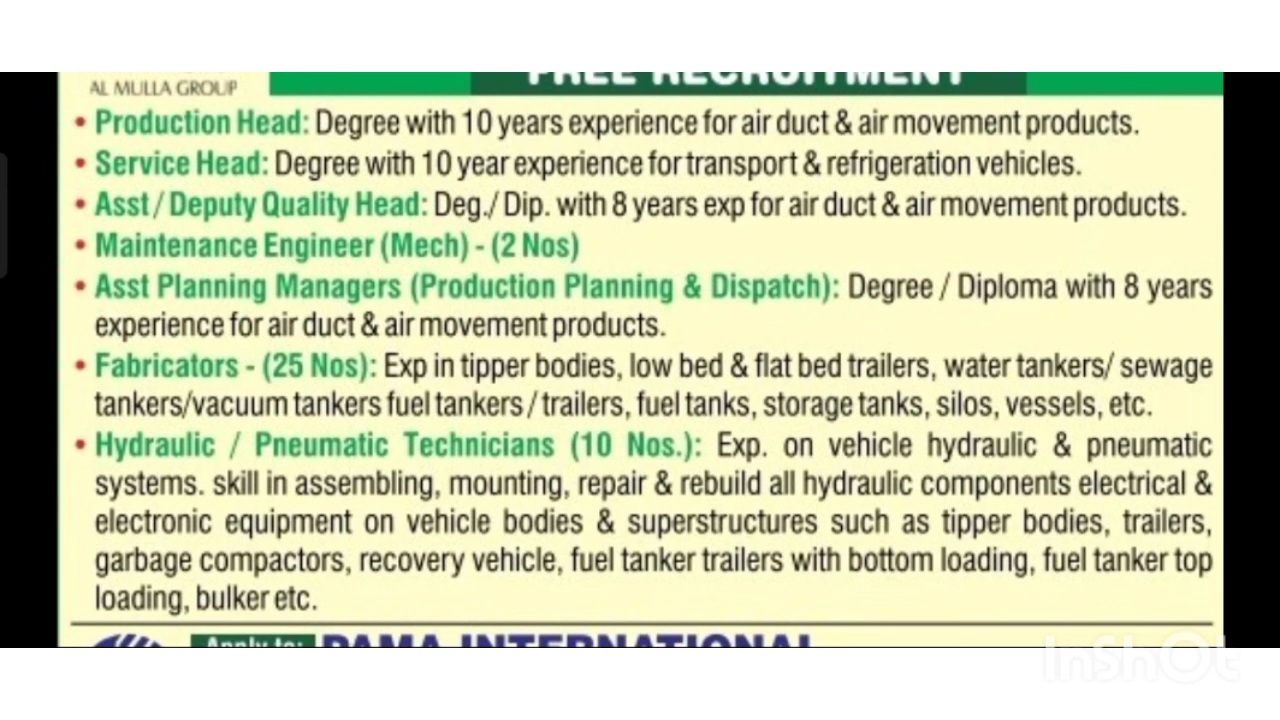 FREE RECRUITMENT
AL MULLA GROUP
• Production Head: Degree with 10 years experience for air duct & air movement products.
• Service Head: Degree with 10 year experience for transport & refrigeration vehicles.
• Asst / Deputy Quality Head: Deg./ Dip. with 8 years exp for air duct & air movement products.
• Maintenance Engineer (Mech) - (2 Nos)
• Asst Planning Managers (Production Planning & Dispatch): Degree / Diploma with 8 years
experience for air duct & air movement products.
• Fabricators - (25 Nos): Exp in tipper bodies, low bed & flat bed trailers, water tankers/ sewage
tankers/vacuum tankers fuel tankers / trailers, fuel tanks, storage tanks, silos, vessels, etc.
• Hydraulic / Pneumatic Technicians (10 Nos.): Exp. on vehicle hydraulic & pneumatic
systems. skill in assembling, mounting, repair & rebuild all hydraulic components electrical &
electronic equipment on vehicle bodies & superstructures such as tipper bodies, trailers,
garbage compactors, recovery vehicle, fuel tanker trailers with bottom loading, fuel tanker top
loading, bulker etc.
Apply to: PAMA INTERNATIONAL
InShOt